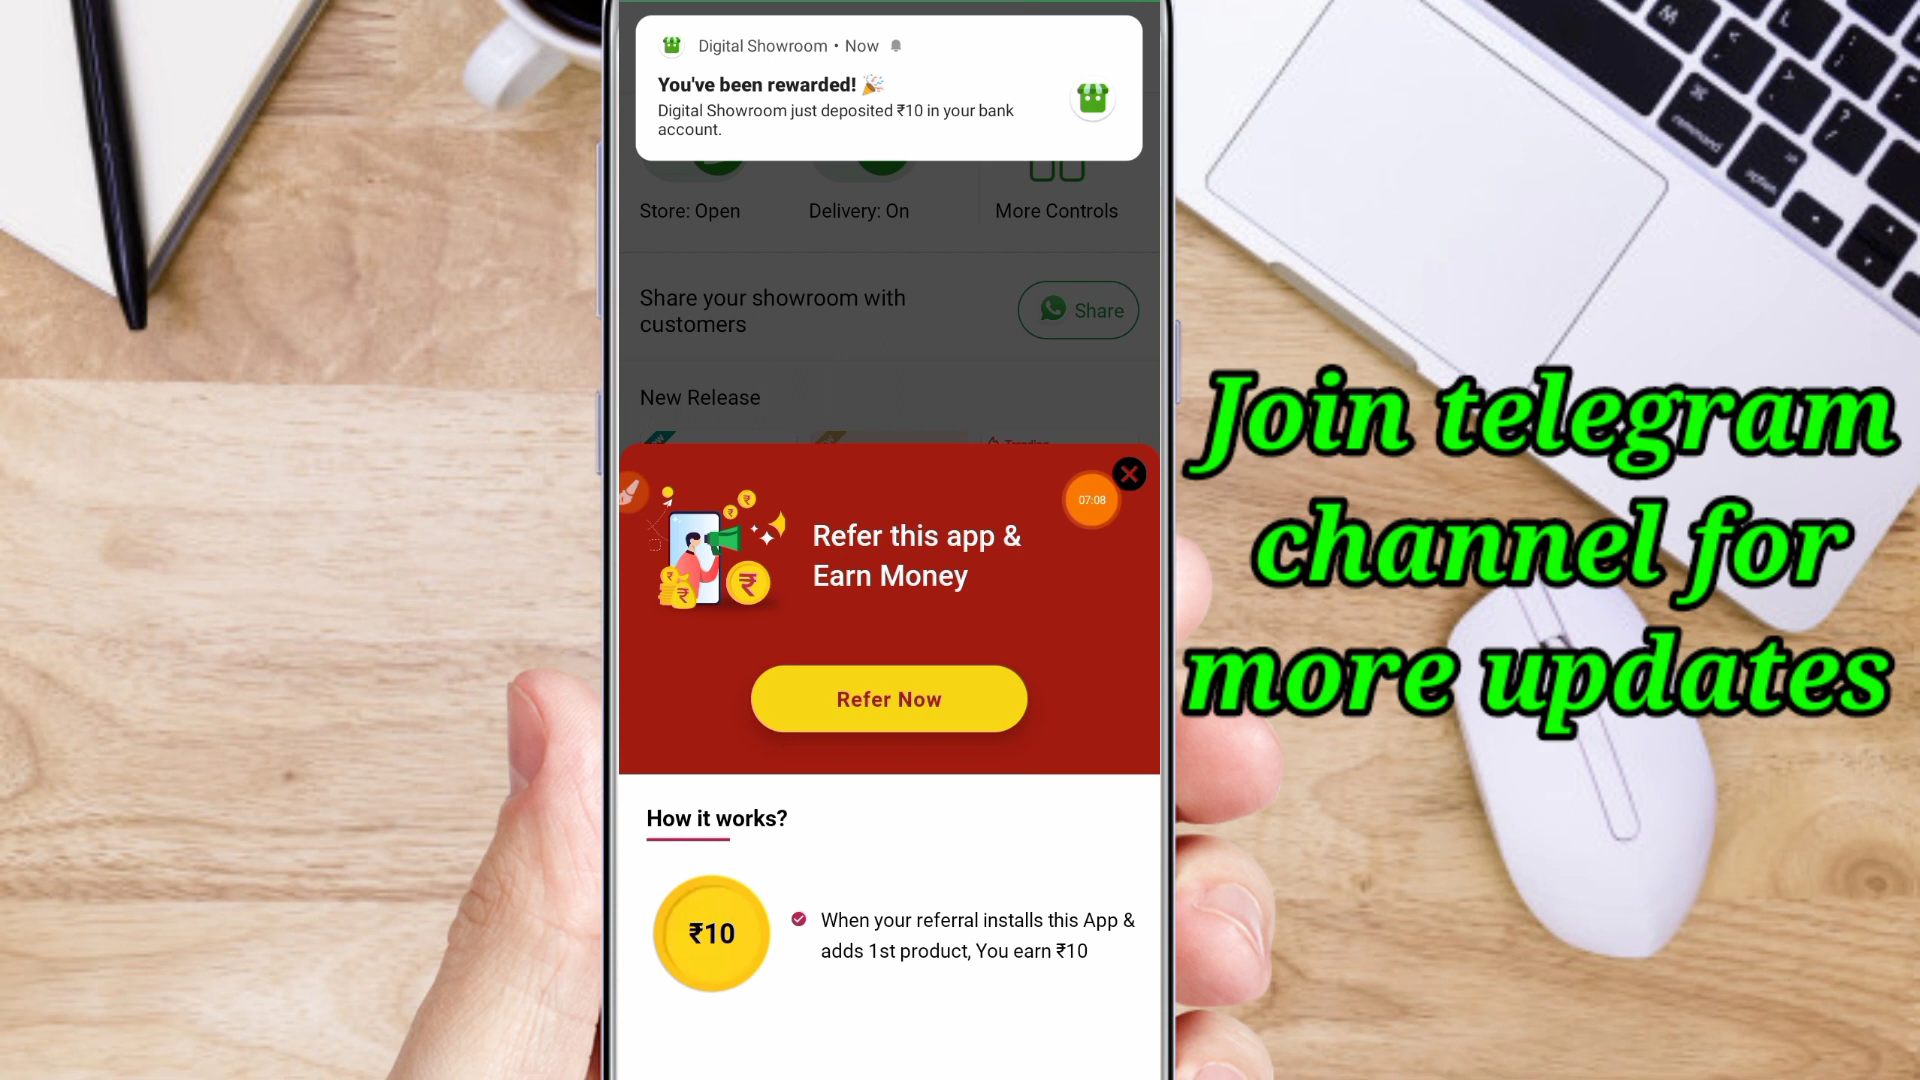 Digital Showroom • Now
You've been rewarded! 🎉
Digital Showroom just deposited ₹10 in your bank
account.
Store: Open
Delivery: On
More Controls
Share your showroom with
customers
Share
New Release
Trending
07:08
Refer this app &
Earn Money
Refer Now
How it works?
₹10
When your referral installs this App &
adds 1st product, You earn ₹10
Join telegram
channel for
more updates
M
L
command
option